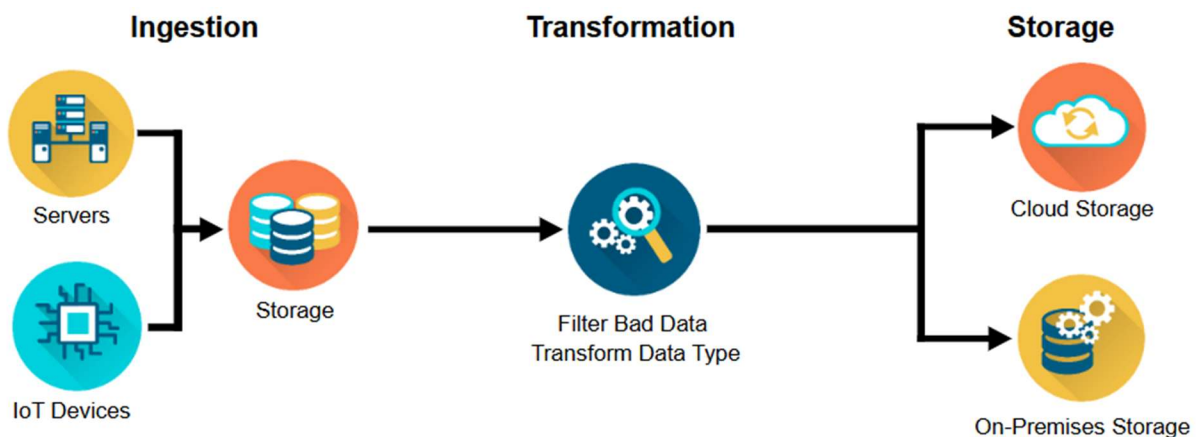 Ingestion
Transformation
Storage
Servers
IoT Devices
Storage
Filter Bad Data
Transform Data Type
Cloud Storage
On-Premises Storage